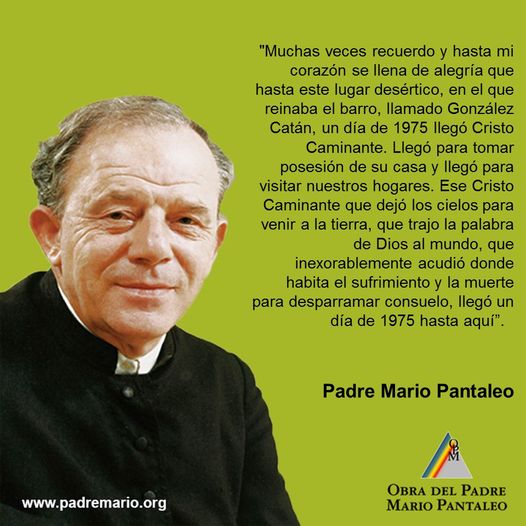 "Muchas veces recuerdo y hasta mi
corazón se llena de alegría que
hasta este lugar desértico, en el que
reinaba el barro, llamado González
Catán, un día de 1975 llegó Cristo
Caminante. Llegó para tomar
posesión de su casa y llegó para
visitar nuestros hogares. Ese Cristo
Caminante que dejó los cielos para
venir a la tierra, que trajo la palabra
de Dios al mundo, que
inexorablemente acudió donde
habita el sufrimiento y la muerte
para desparramar consuelo, llegó un
día de 1975 hasta aquí”.
Padre Mario Pantaleo
OPM
OBRA DEL PADRE
MARIO PANTALEO
www.padremario.org